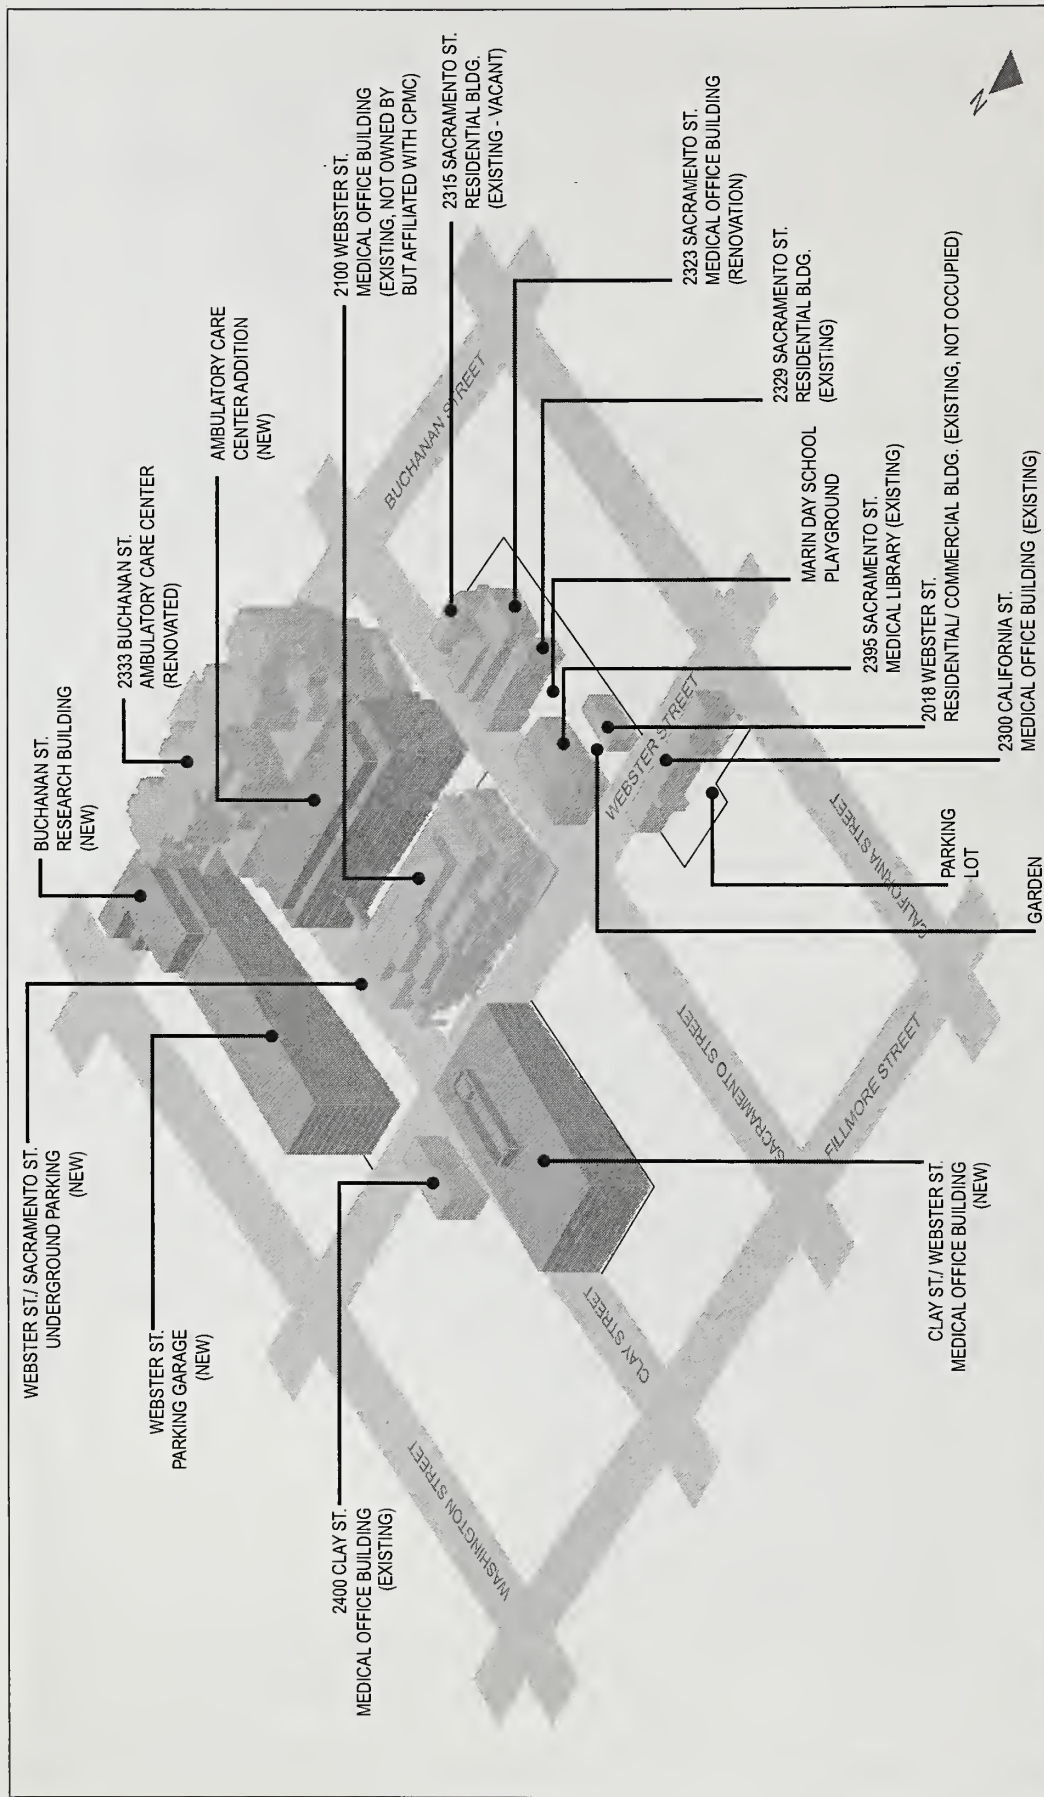 WEBSTER ST./ SACRAMENTO ST.
UNDERGROUND PARKING
(NEW)
WEBSTER ST.
PARKING GARAGE
(NEW)
2400 CLAY ST.
MEDICAL OFFICE BUILDING
(EXISTING)
BUCHANAN ST.
RESEARCH BUILDING
(NEW)
2333 BUCHANAN ST.
AMBULATORY CARE CENTER
(RENOVATED)
AMBULATORY CARE
CENTER ADDITION
(NEW)
2100 WEBSTER ST.
MEDICAL OFFICE BUILDING
(EXISTING, NOT OWNED BY
BUT AFFILIATED WITH CPMC)
2315 SACRAMENTO ST.
RESIDENTIAL BLDG.
(EXISTING - VACANT)
2323 SACRAMENTO ST.
MEDICAL OFFICE BUILDING
(RENOVATION)
2329 SACRAMENTO ST.
RESIDENTIAL BLDG.
(EXISTING)
MARIN DAY SCHOOL
PLAYGROUND
2395 SACRAMENTO ST.
MEDICAL LIBRARY (EXISTING)
2018 WEBSTER ST.
RESIDENTIAL/ COMMERCIAL BLDG. (EXISTING, NOT OCCUPIED)
2300 CALIFORNIA ST.
MEDICAL OFFICE BUILDING (EXISTING)
PARKING
LOT
GARDEN
CLAY ST./ WEBSTER ST.
MEDICAL OFFICE BUILDING
(NEW)
WASHINGTON STREET
CLAY STREET
SACRAMENTO STREET
CALIFORNIA STREET
FILLMORE STREET
WEBSTER STREET
BUCHANAN STREET
N